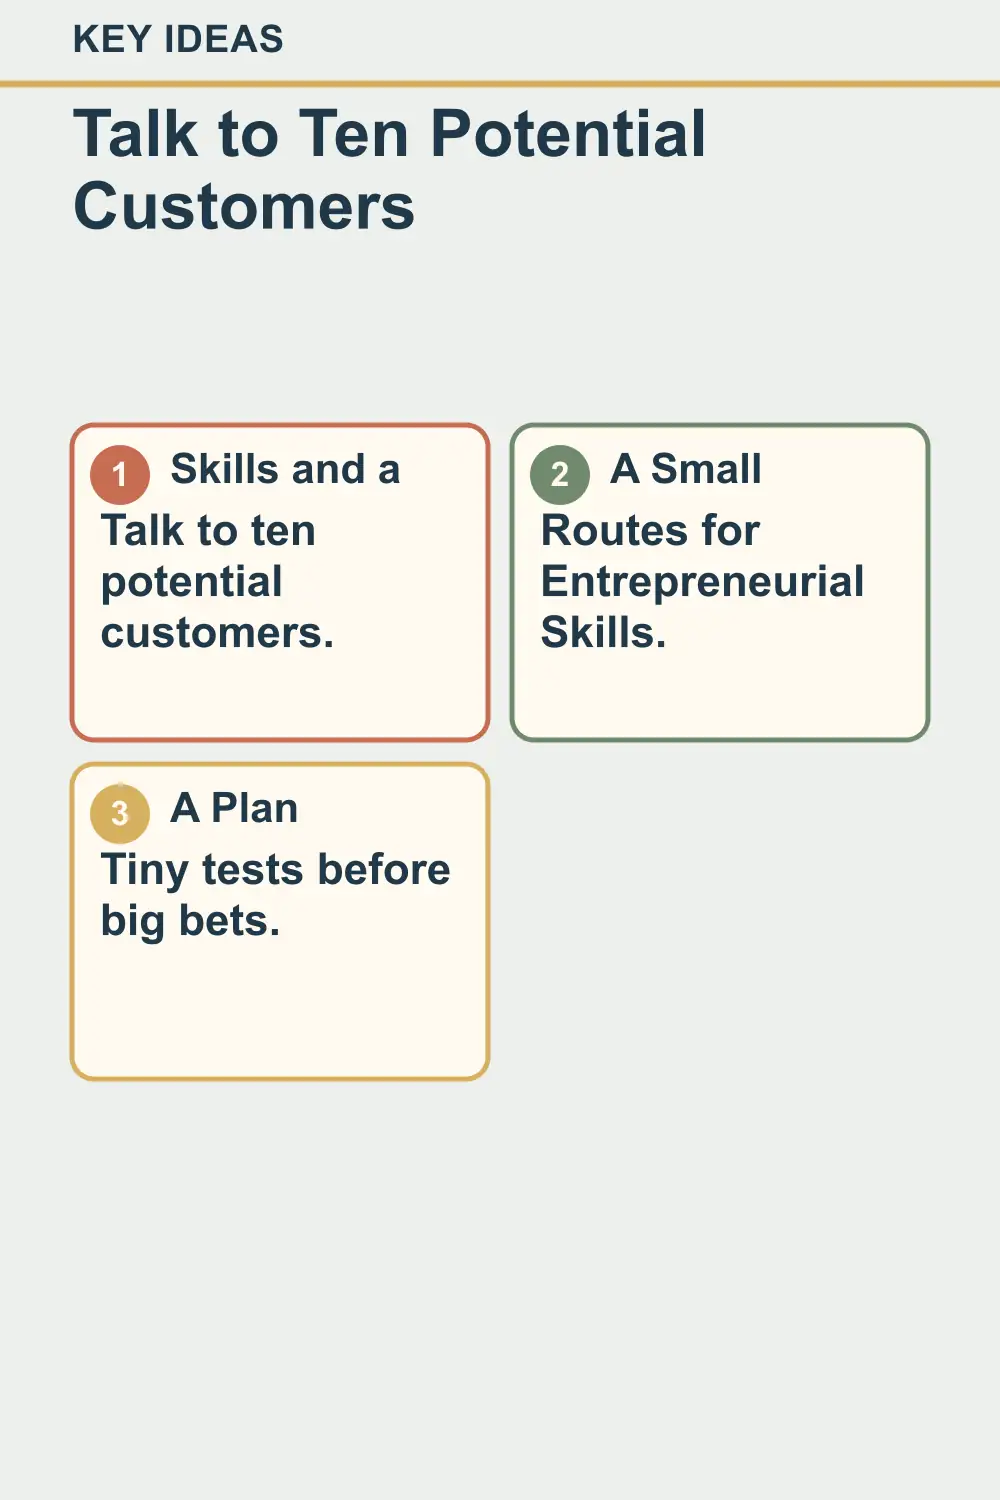 KEY IDEAS
Talk to Ten Potential
Customers
1 Skills and a
Talk to ten
potential
customers.
2 A Small
Routes for
Entrepreneurial
Skills.
3 A Plan
Tiny tests before
big bets.